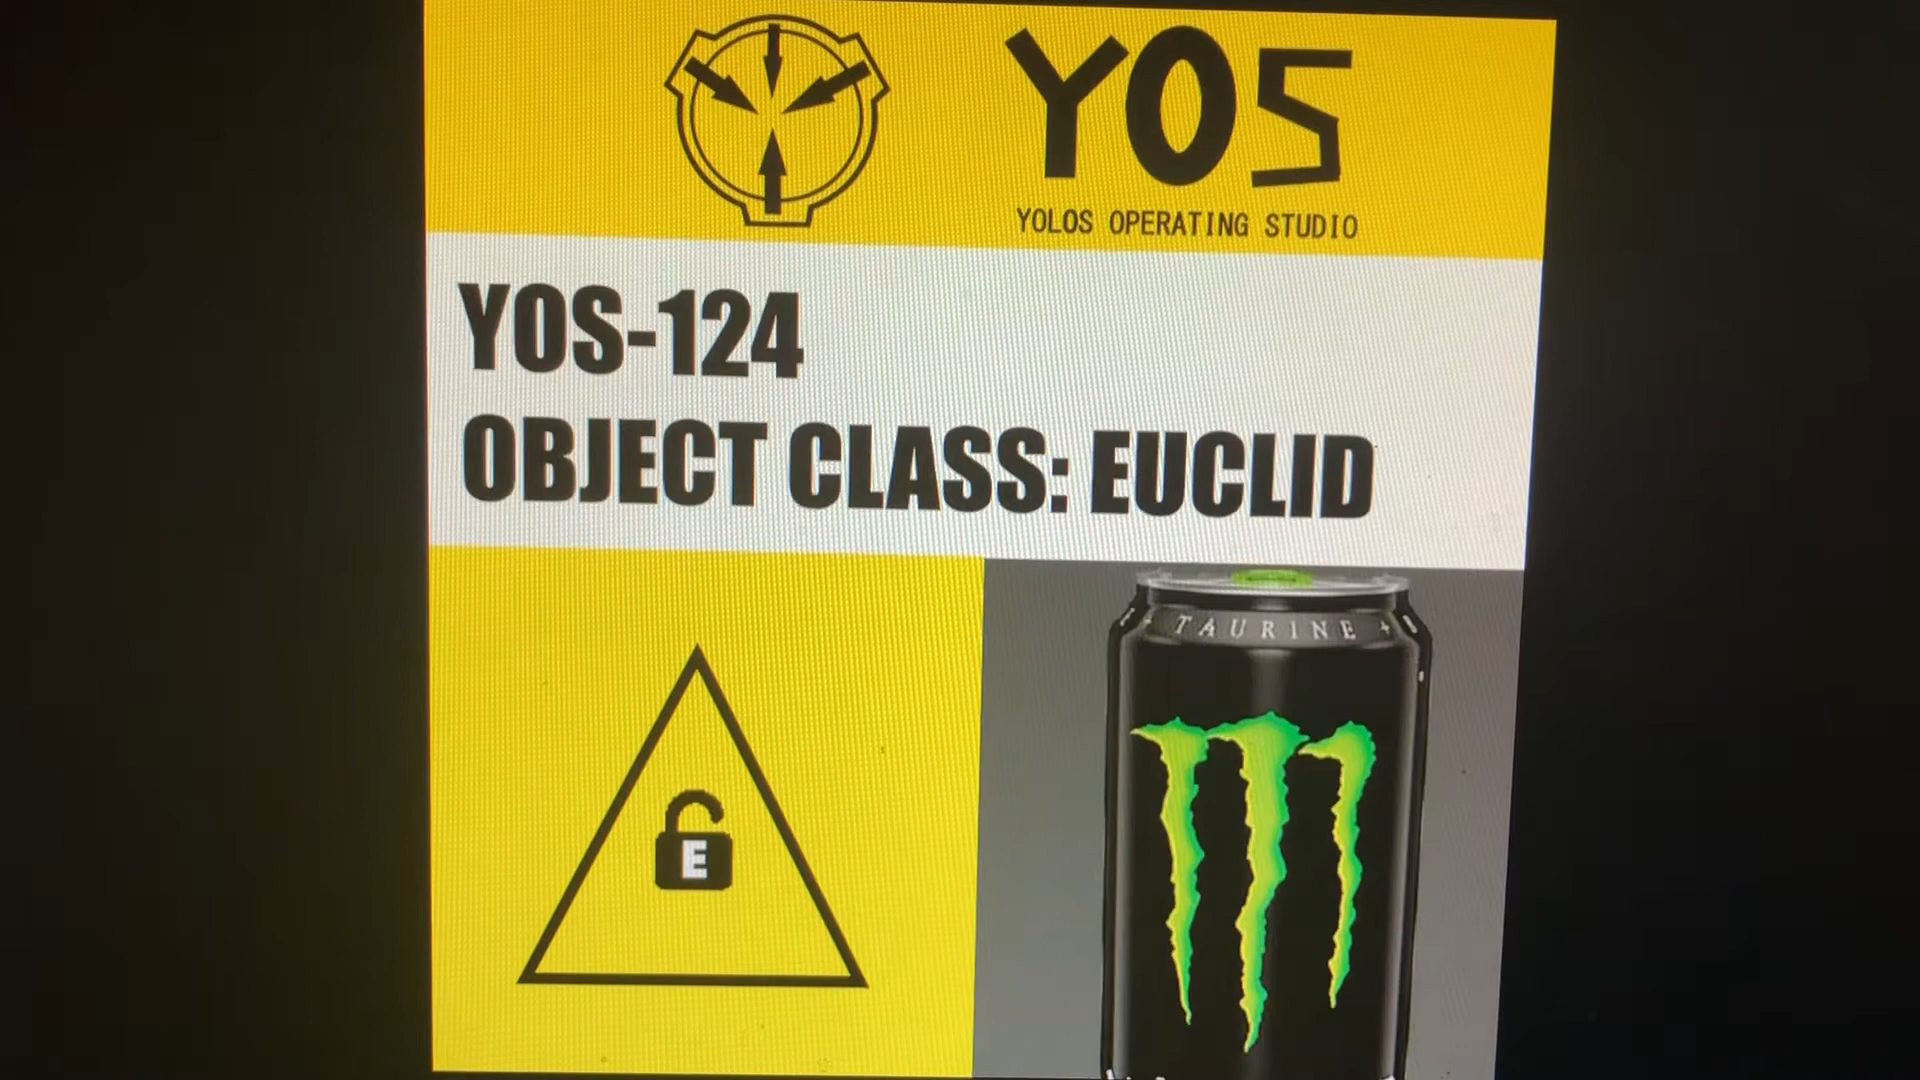 YOS
YOLOS OPERATING STUDIO
YOS-124
OBJECT CLASS: EUCLID
E
TAURINE